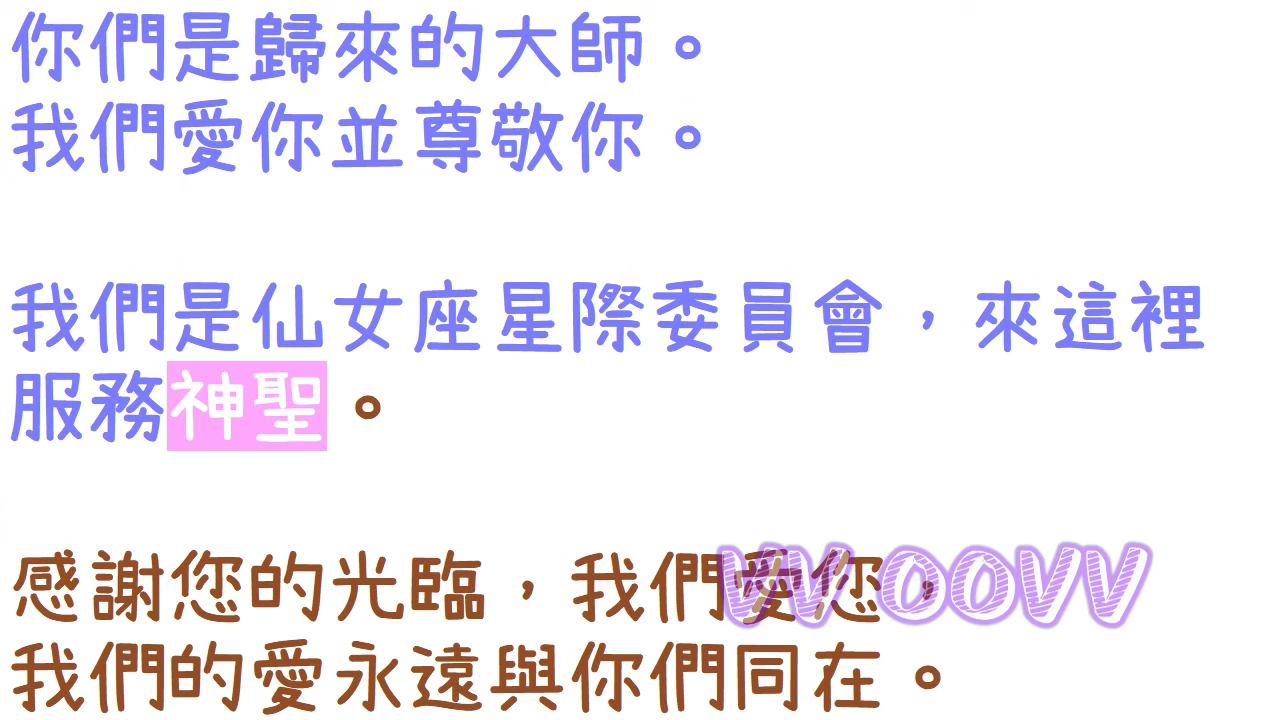 你們是歸來的大師。
我們愛你並尊敬你。
我們是仙女座星際委員會，來這裡
服務神聖。
感謝您的光臨，我們愛您，
VV OOVV
我們的愛永遠與你們同在。